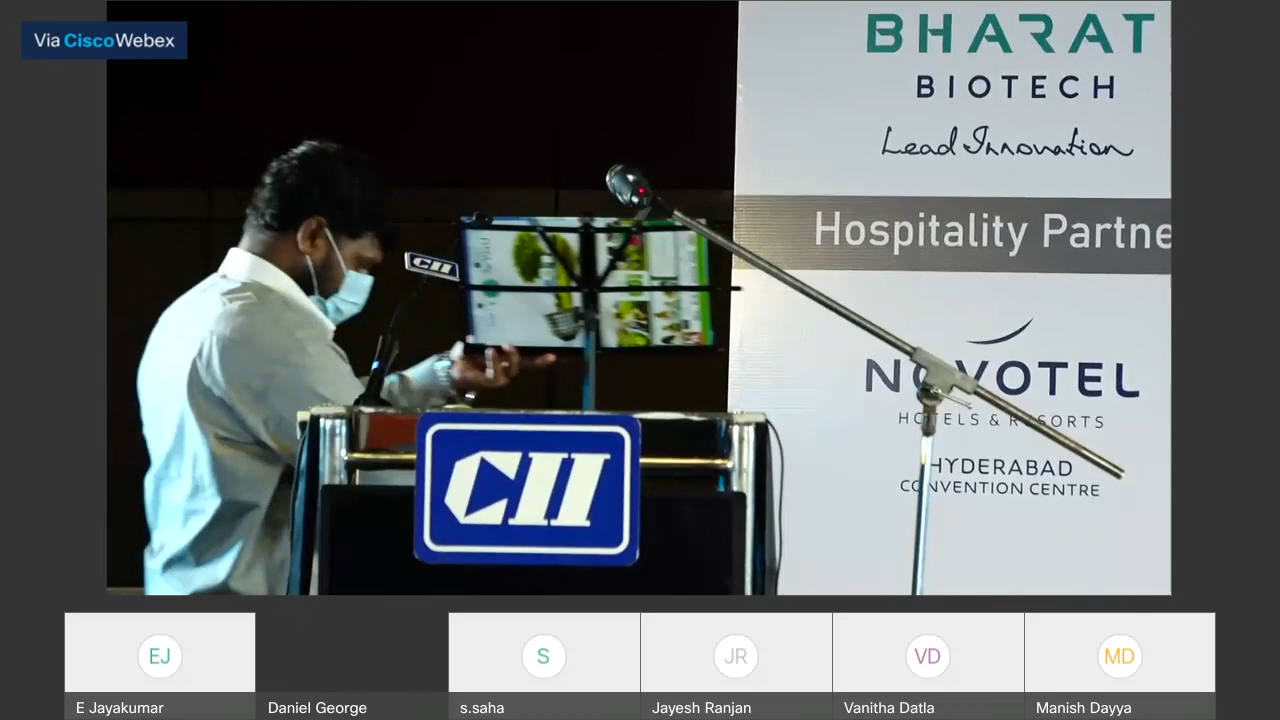 Via CiscoWebex
BHARAT
BIOTECH
Lead Innovation
Hospitality Partne
NOVOTEL
HOTELS & RESORTS
HYDERABAD
CONVENTION CENTRE
CII
CII
EJ
S
JR
VD
MD
E Jayakumar
Daniel George
s.saha
Jayesh Ranjan
Vanitha Datla
Manish Dayya